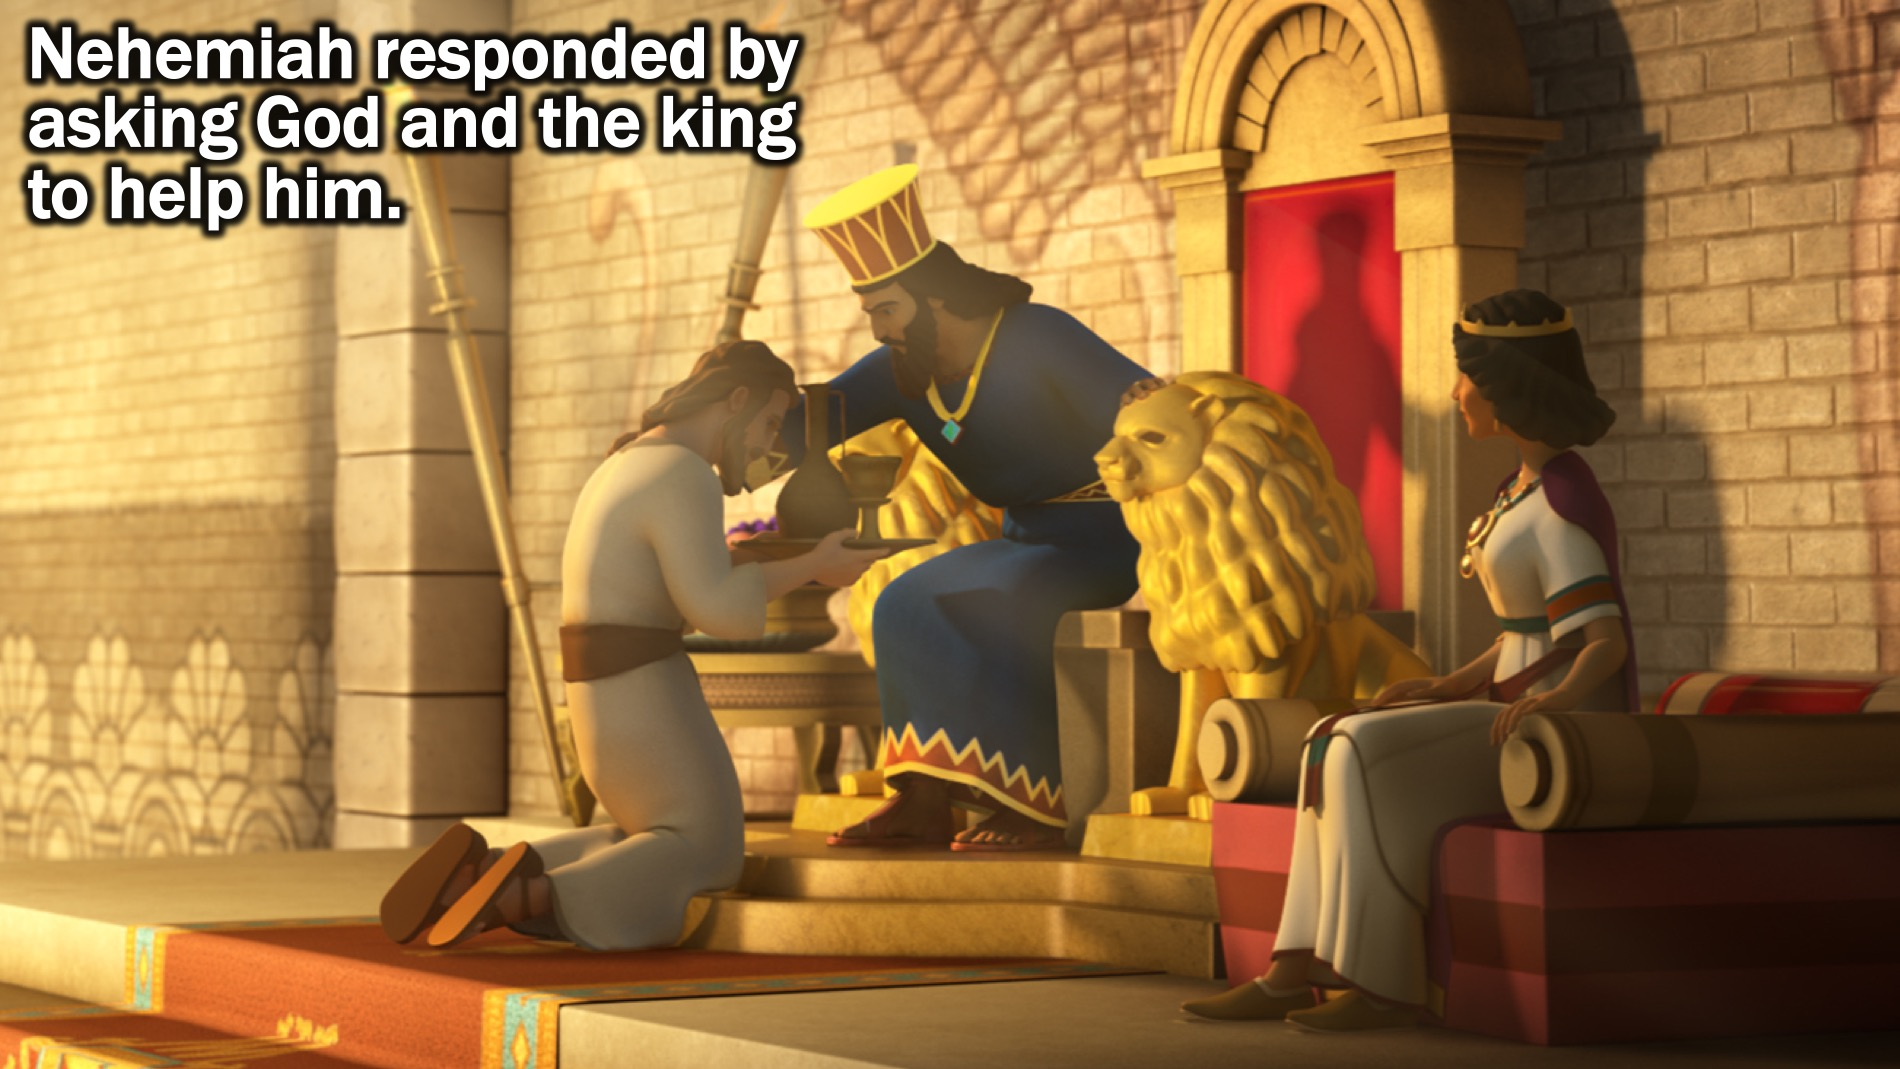 Nehemiah responded by
asking God and the king
to help him.